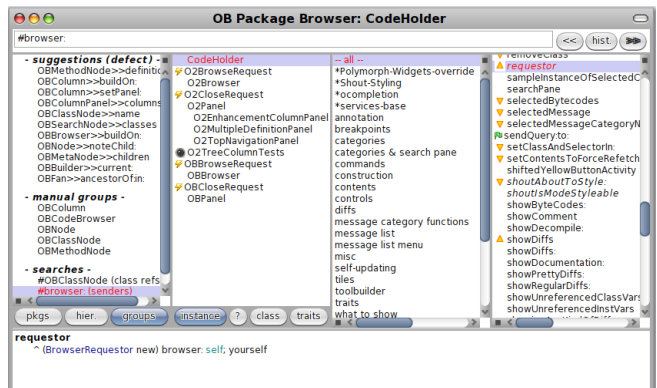 OB Package Browser: CodeHolder
#browser:
<<
hist.
- suggestions (defect) -
OBMethodNode>>definitic
OBColumn>>buildOn:
OBColumn>>setPanel:
OBColumnPanel>>columns
OBClassNode>>name
OBSearchNode>>classes
OBBrowser>>buildOn:
OBNode>>noteChild:
OBMetaNode>>children
OBBuilder>>current:
OBFan>>ancestorOfin:
- manual groups -
OBColumn
OBCodeBrowser
OBNode
OBClassNode
OBMethodNode
- searches -
#OBClassNode (class refs
#browser: (senders)
CodeHolder
O2BrowseRequest
O2Browser
O2CloseRequest
O2Panel
O2EnhancementColumnPanel
O2MultipleDefinitionPanel
O2TopNavigationPanel
O2TreeColumnTests
OBBrowseRequest
OBBrowser
OBCloseRequest
OBPanel
-- all --
*Polymorph-Widgets-override
*Shout-Styling
*ocompletion
*services-base
annotation
breakpoints
categories
categories & search pane
commands
construction
contents
controls
diffs
message category functions
message list
message list menu
misc
self-updating
tiles
toolbuilder
traits
what to show
removeClass
requestor
sampleInstanceOfSelectedC
searchPane
selectedBytecodes
selectedMessage
selectedMessageCategoryN
sendQuery:to:
setClassAndSelectorIn:
setContentsToForceRefetch
shiftedYellowButtonActivity
shoutAboutToStyle:
shoutIsModeStyleable
showByteCodes:
showComment
showDecompile:
showDiffs
showDiffs:
showDocumentation:
showPrettyDiffs:
showRegularDiffs:
showUnreferencedClassVars
showUnreferencedInstVars
pkgs
hier.
groups
instance
?
class
traits
requestor
^ (BrowserRequestor new) browser: self; yourself